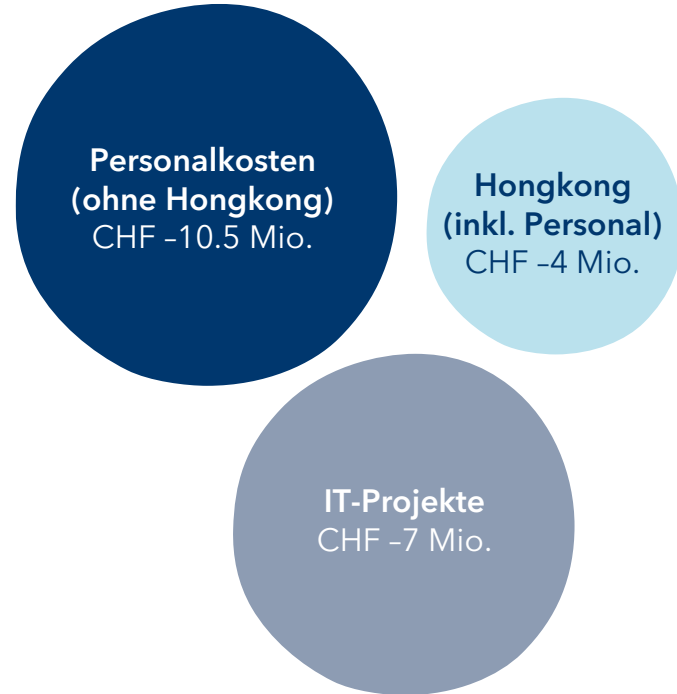 Personalkosten
(ohne Hongkong)
CHF –10.5 Mio.
Hongkong
(inkl. Personal)
CHF –4 Mio.
IT-Projekte
CHF –7 Mio.